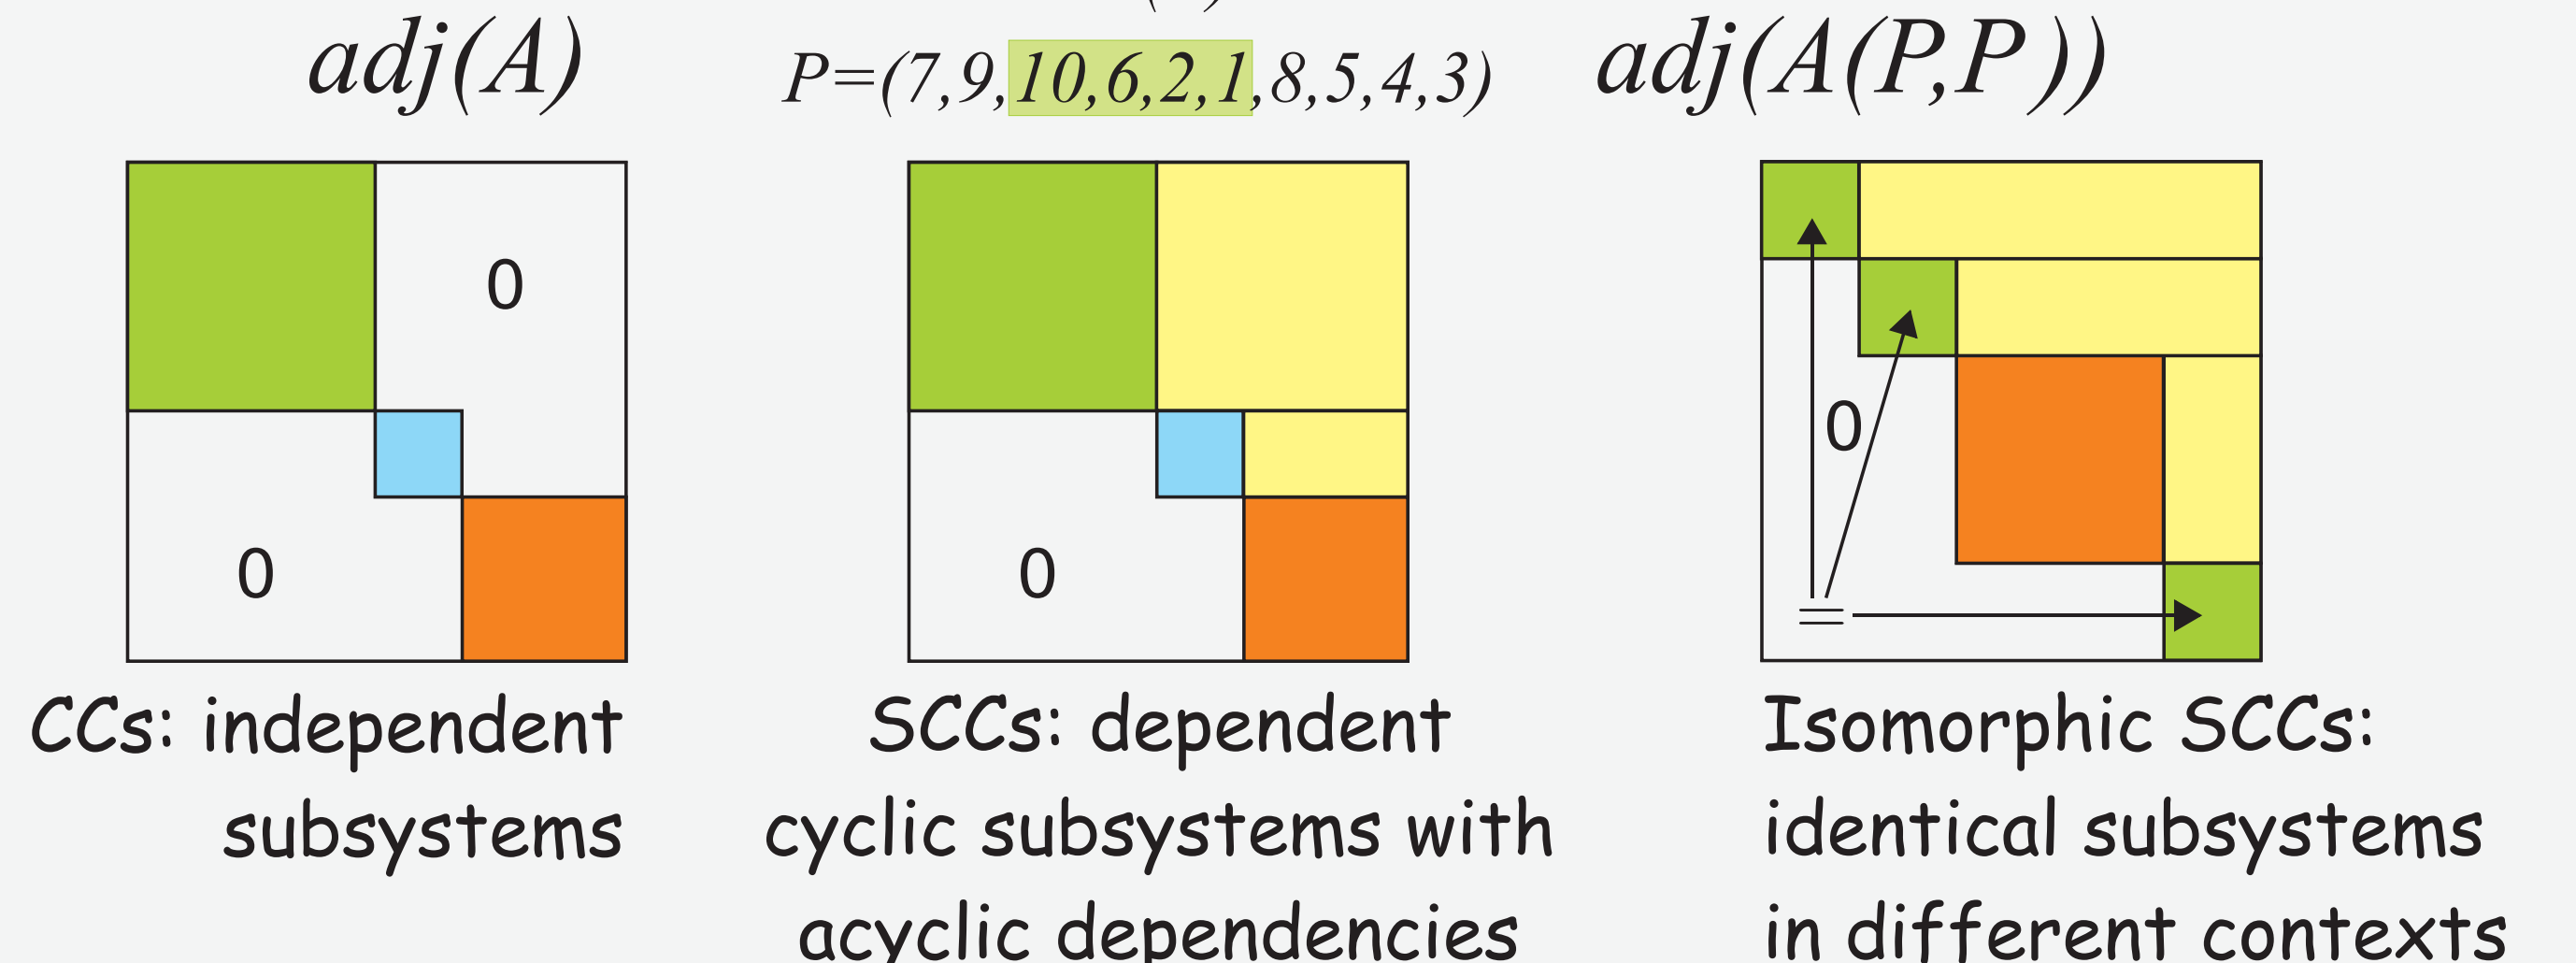 adj(A)
P=(7,9,10,6,2,1,8,5,4,3)
adj(A(P,P))
0
0
0
0
=
CCs: independent
subsystems
SCCs: dependent
cyclic subsystems with
acyclic dependencies
Isomorphic SCCs:
identical subsystems
in different contexts